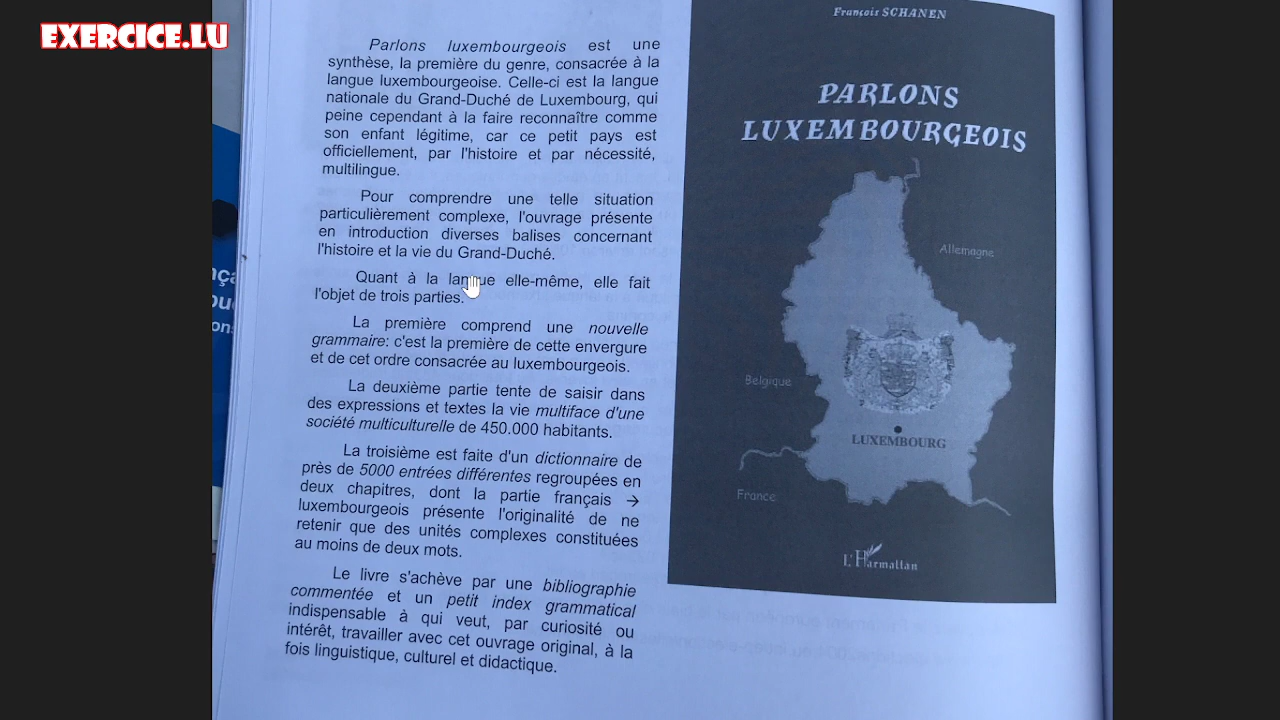 EXERCICE.LU
Parlons luxembourgeois est une
synthèse, la première du genre, consacrée à la
langue luxembourgeoise. Celle-ci est la langue
nationale du Grand-Duché de Luxembourg, qui
peine cependant à la faire reconnaître comme
son enfant légitime, car ce petit pays est
officiellement, par l'histoire et par nécessité,
multilingue.
Pour comprendre une telle situation
particulièrement complexe, l'ouvrage présente
en introduction diverses balises concernant
l'histoire et la vie du Grand-Duché.
Quant à la langue elle-même, elle fait
l'objet de trois parties.
La première comprend une nouvelle
grammaire: c'est la première de cette envergure
et de cet ordre consacrée au luxembourgeois.
La deuxième partie tente de saisir dans
des expressions et textes la vie multiface d'une
société multiculturelle de 450.000 habitants.
La troisième est faite d'un dictionnaire de
près de 5000 entrées différentes regroupées en
deux chapitres, dont la partie français →
luxembourgeois présente l'originalité de ne
retenir que des unités complexes constituées
au moins de deux mots.
Le livre s'achève par une bibliographie
commentée et un petit index grammatical
indispensable à qui veut, par curiosité ou
intérêt, travailler avec cet ouvrage original, à la
fois linguistique, culturel et didactique.
François SCHANEN
PARLONS
LUXEMBOURGEOIS
Allemagne
Belgique
LUXEMBOURG
France
L'Harmattan